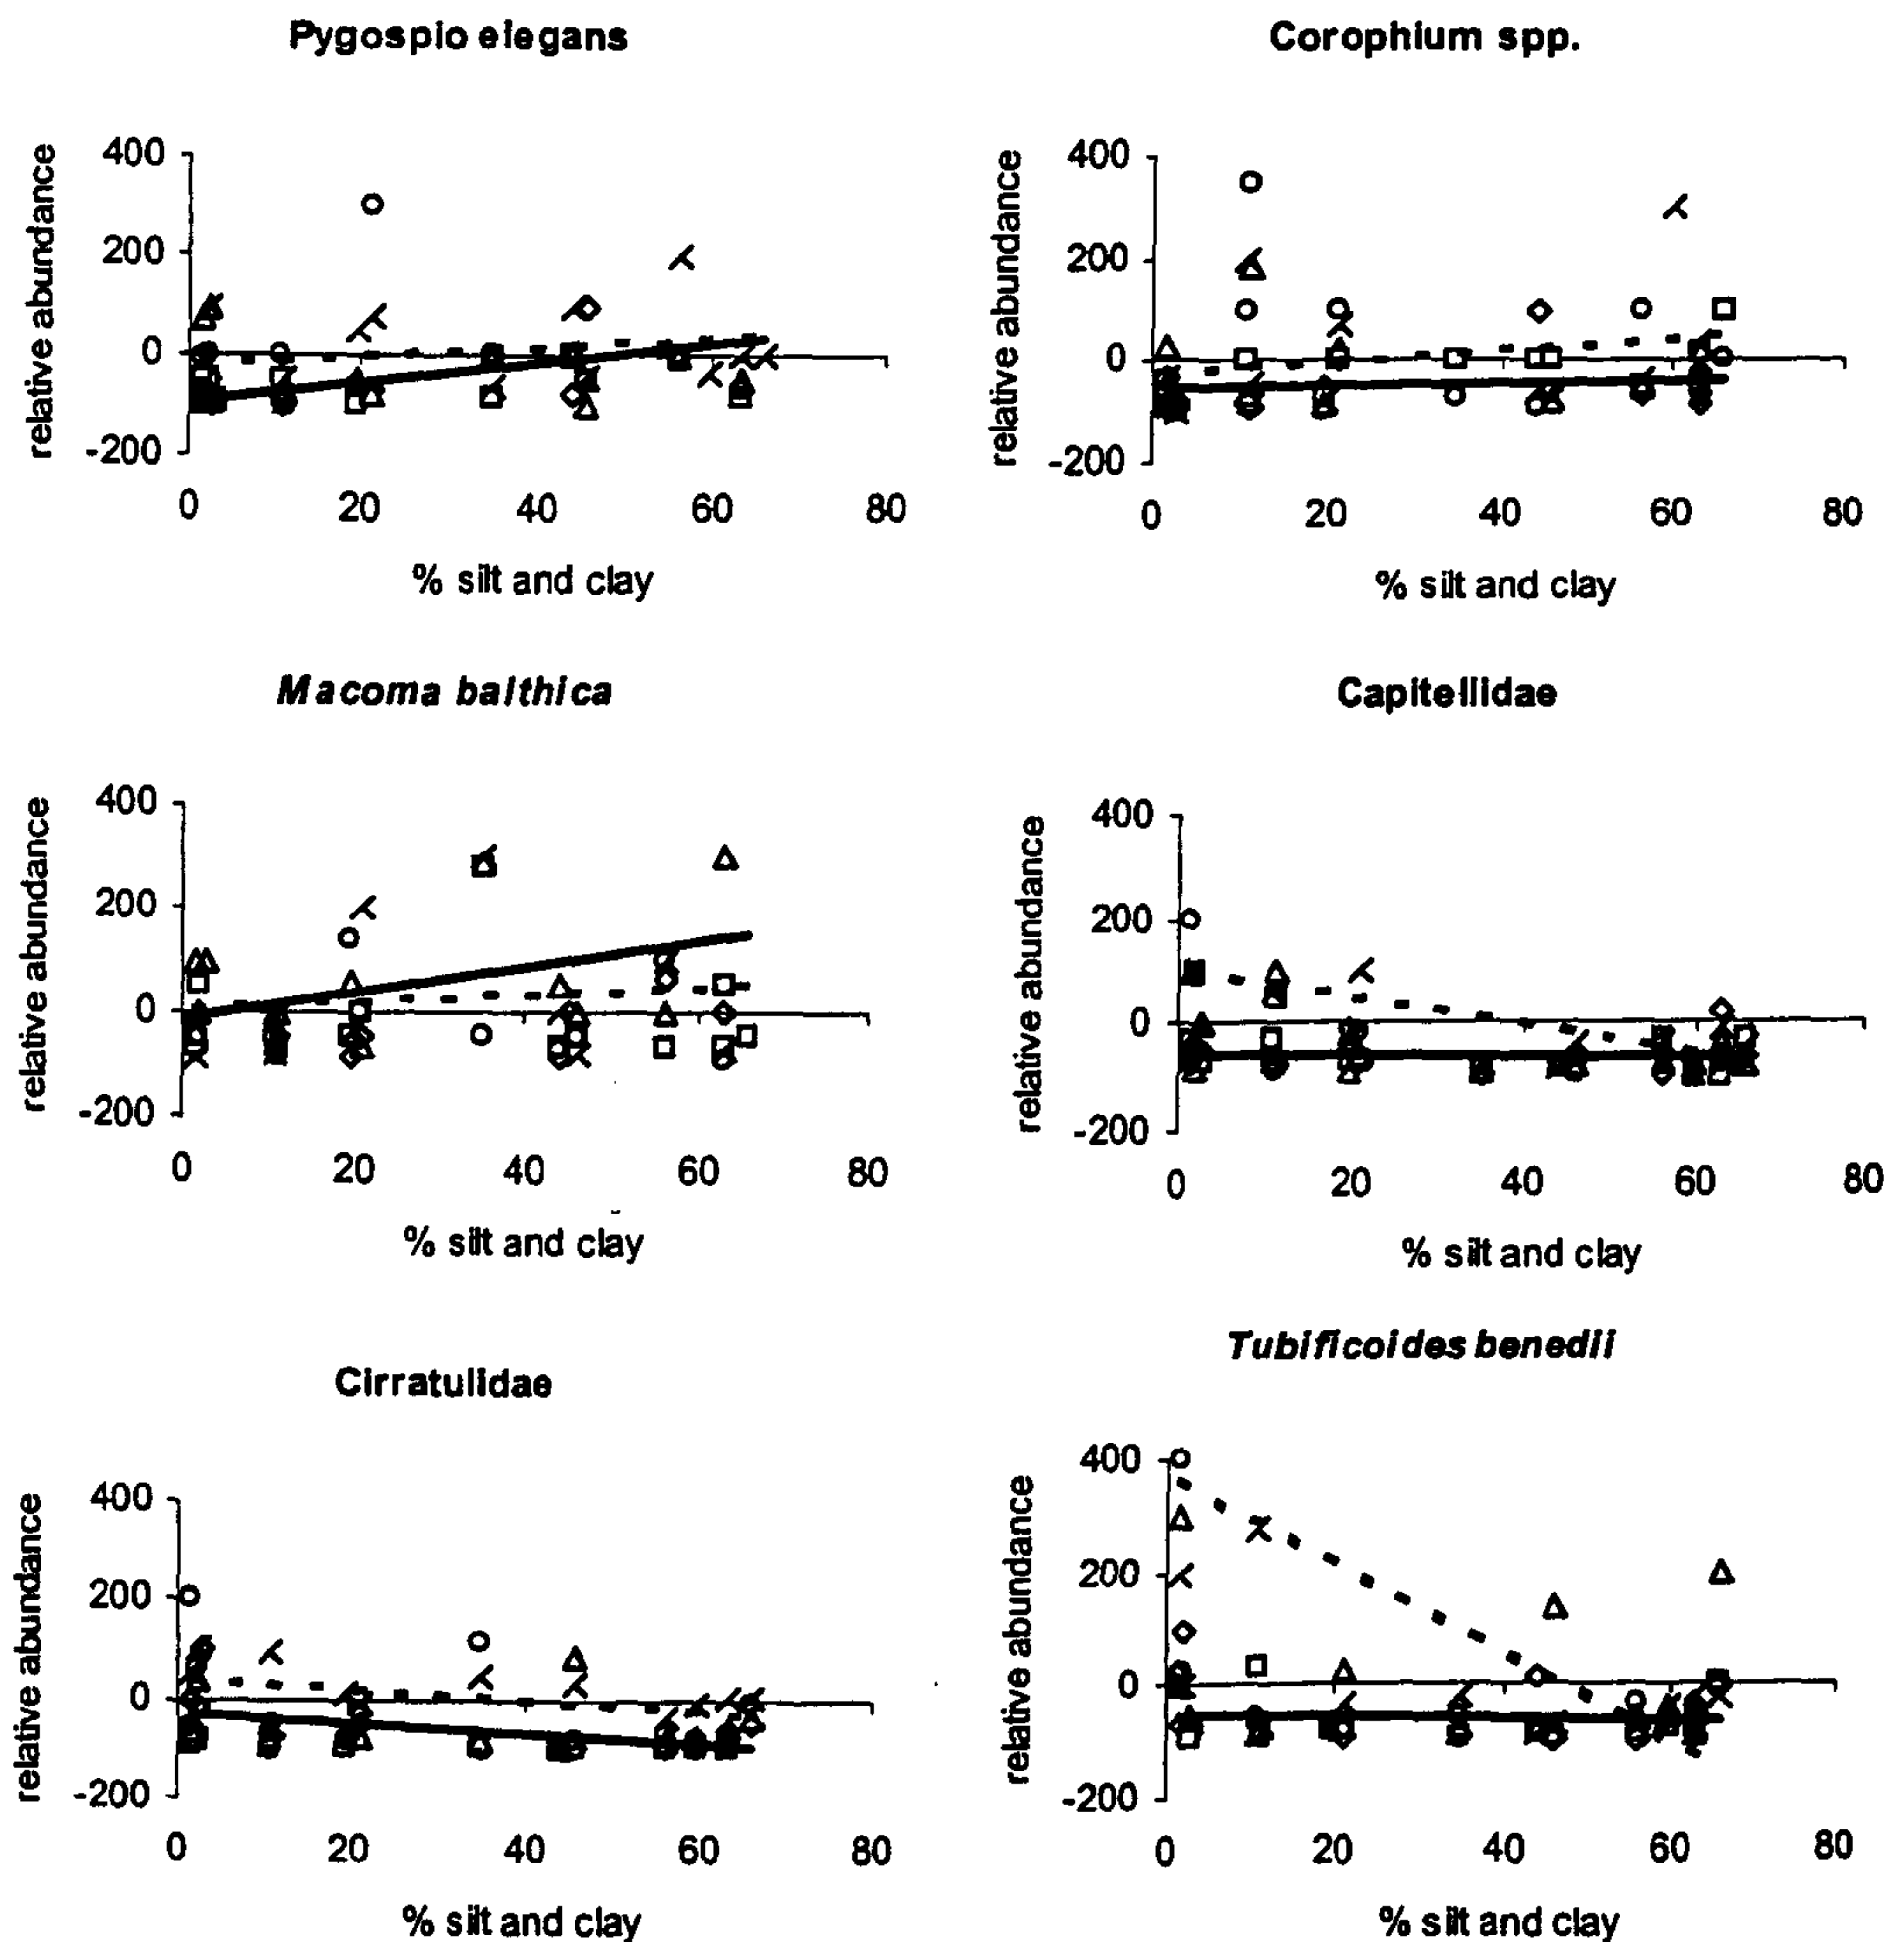 Pygospio elegans
relative abundance
400
200
0
-200
0 20 40 60 80
% silt and clay
Corophium spp.
relative abundance
400
200
0
-200
0 20 40 60 80
% silt and clay
Macoma balthica
relative abundance
400
200
0
-200
0 20 40 60 80
% silt and clay
Capitellidae
relative abundance
400
200
0
-200
0 20 40 60 80
% silt and clay
Cirratulidae
relative abundance
400
200
0
-200
0 20 40 60 80
% silt and clay
Tubificoides benedii
relative abundance
400
200
0
-200
0 20 40 60 80
% silt and clay